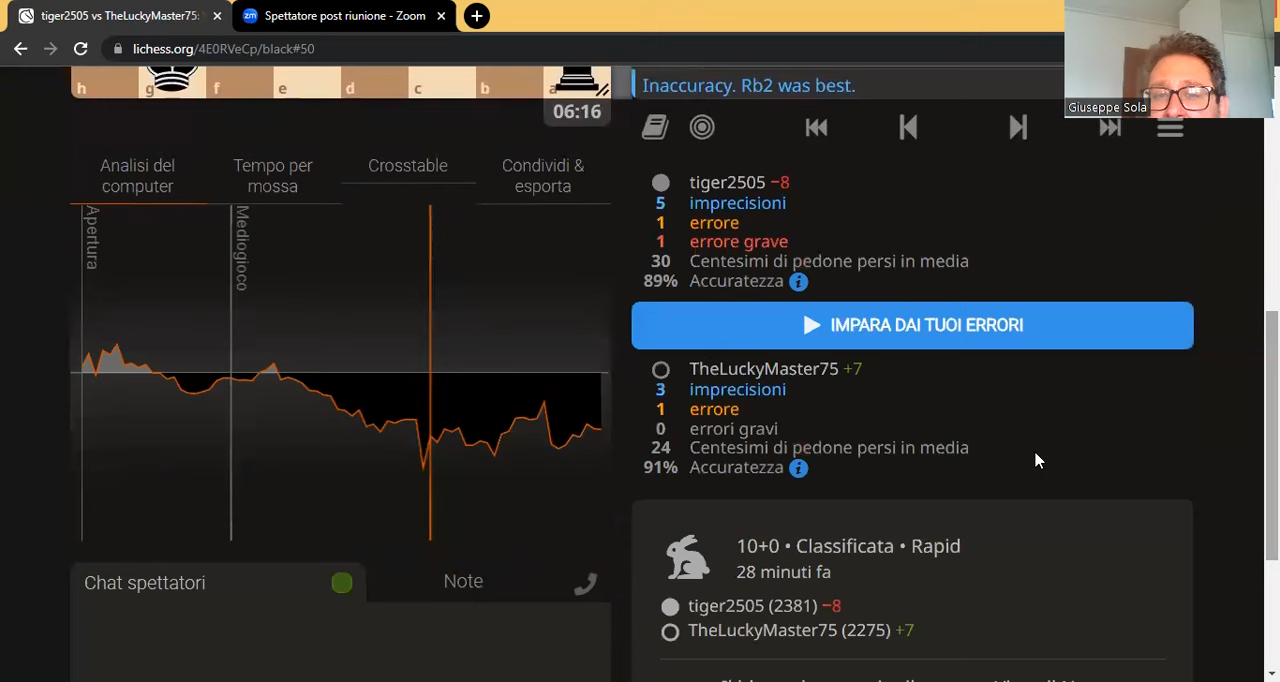 tiger2505 vs TheLuckyMaster75:
zm Spettatore post riunione - Zoom
lichess.org/4E0RVeCp/black#50
h g f e d c b a
06:16
Inaccuracy. Rb2 was best.
Giuseppe Sola
Analisi del
computer
Tempo per
mossa
Crosstable
Condividi &
esporta
Apertura
Mediogioco
tiger2505 −8
5 imprecisioni
1 errore
1 errore grave
30 Centesimi di pedone persi in media
89% Accuratezza
IMPARA DAI TUOI ERRORI
TheLuckyMaster75 +7
3 imprecisioni
1 errore
0 errori gravi
24 Centesimi di pedone persi in media
91% Accuratezza
10+0 • Classificata • Rapid
28 minuti fa
tiger2505 (2381) −8
TheLuckyMaster75 (2275) +7
Chat spettatori
Note